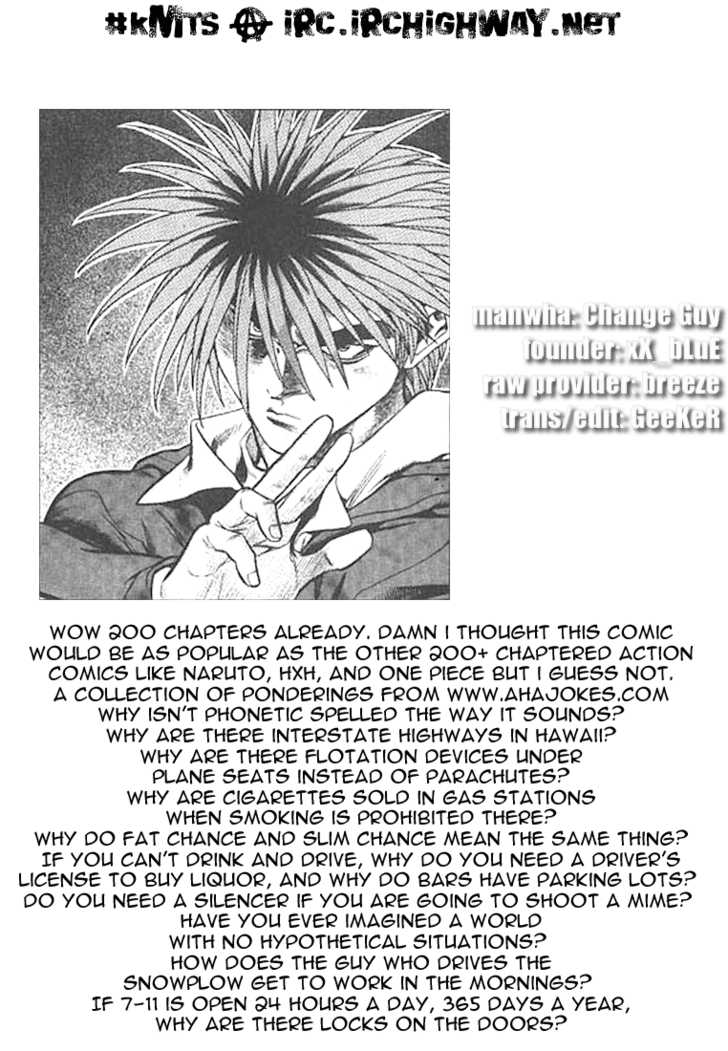 #kMTS @ iRC.iRCHiGHWAY.NET
manwha: Change Guy
founder: xX_bLuE
raw provider: breeze
trans/edit: GeeKeR
WOW 200 CHAPTERS ALREADY. DAMN I THOUGHT THIS COMIC
WOULD BE AS POPULAR AS THE OTHER 200+ CHAPTERED ACTION
COMICS LIKE NARUTO, HXH, AND ONE PIECE BUT I GUESS NOT.
A COLLECTION OF PONDERINGS FROM WWW.AHAJOKES.COM
WHY ISN'T PHONETIC SPELLED THE WAY IT SOUNDS?
WHY ARE THERE INTERSTATE HIGHWAYS IN HAWAII?
WHY ARE THERE FLOTATION DEVICES UNDER
PLANE SEATS INSTEAD OF PARACHUTES?
WHY ARE CIGARETTES SOLD IN GAS STATIONS
WHEN SMOKING IS PROHIBITED THERE?
WHY DO FAT CHANCE AND SLIM CHANCE MEAN THE SAME THING?
IF YOU CAN'T DRINK AND DRIVE, WHY DO YOU NEED A DRIVER'S
LICENSE TO BUY LIQUOR, AND WHY DO BARS HAVE PARKING LOTS?
DO YOU NEED A SILENCER IF YOU ARE GOING TO SHOOT A MIME?
HAVE YOU EVER IMAGINED A WORLD
WITH NO HYPOTHETICAL SITUATIONS?
HOW DOES THE GUY WHO DRIVES THE
SNOWPLOW GET TO WORK IN THE MORNINGS?
IF 7-11 IS OPEN 24 HOURS A DAY, 365 DAYS A YEAR,
WHY ARE THERE LOCKS ON THE DOORS?